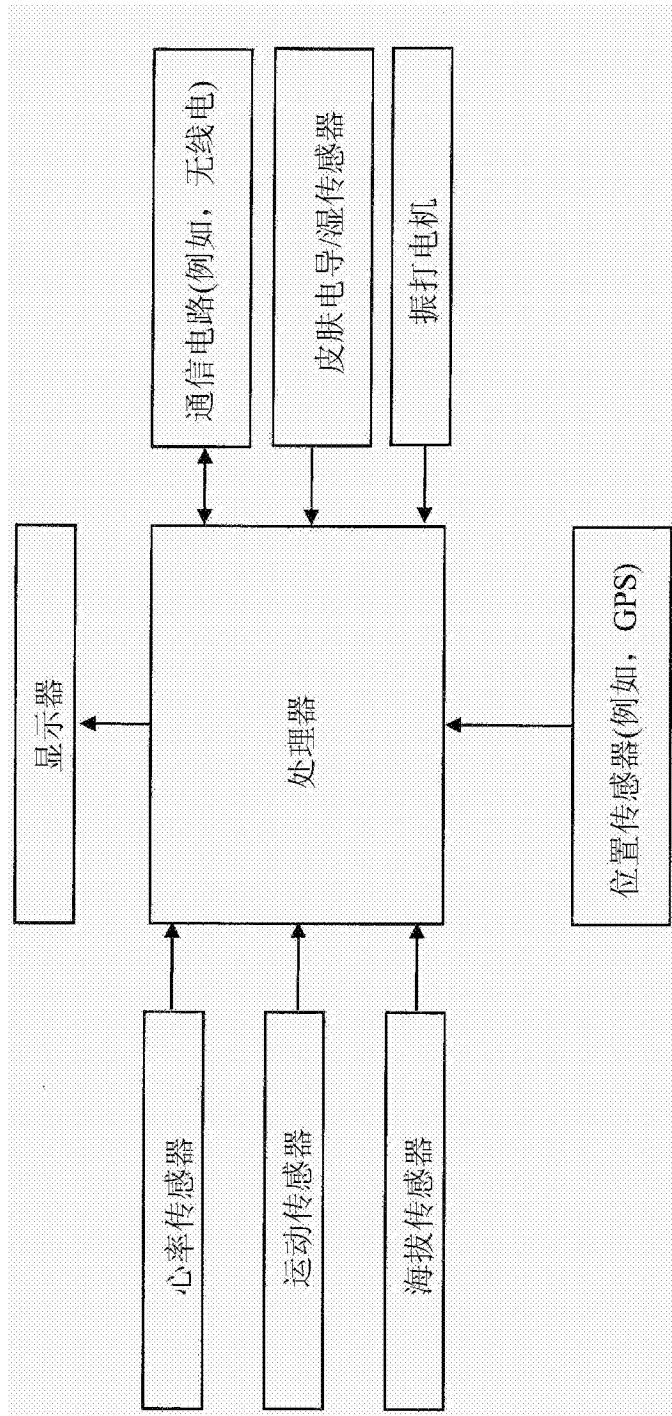 显示器
心率传感器
运动传感器
海拔传感器
处理器
通信电路(例如，无线电)
皮肤电导/湿传感器
振打电机
位置传感器(例如，GPS)